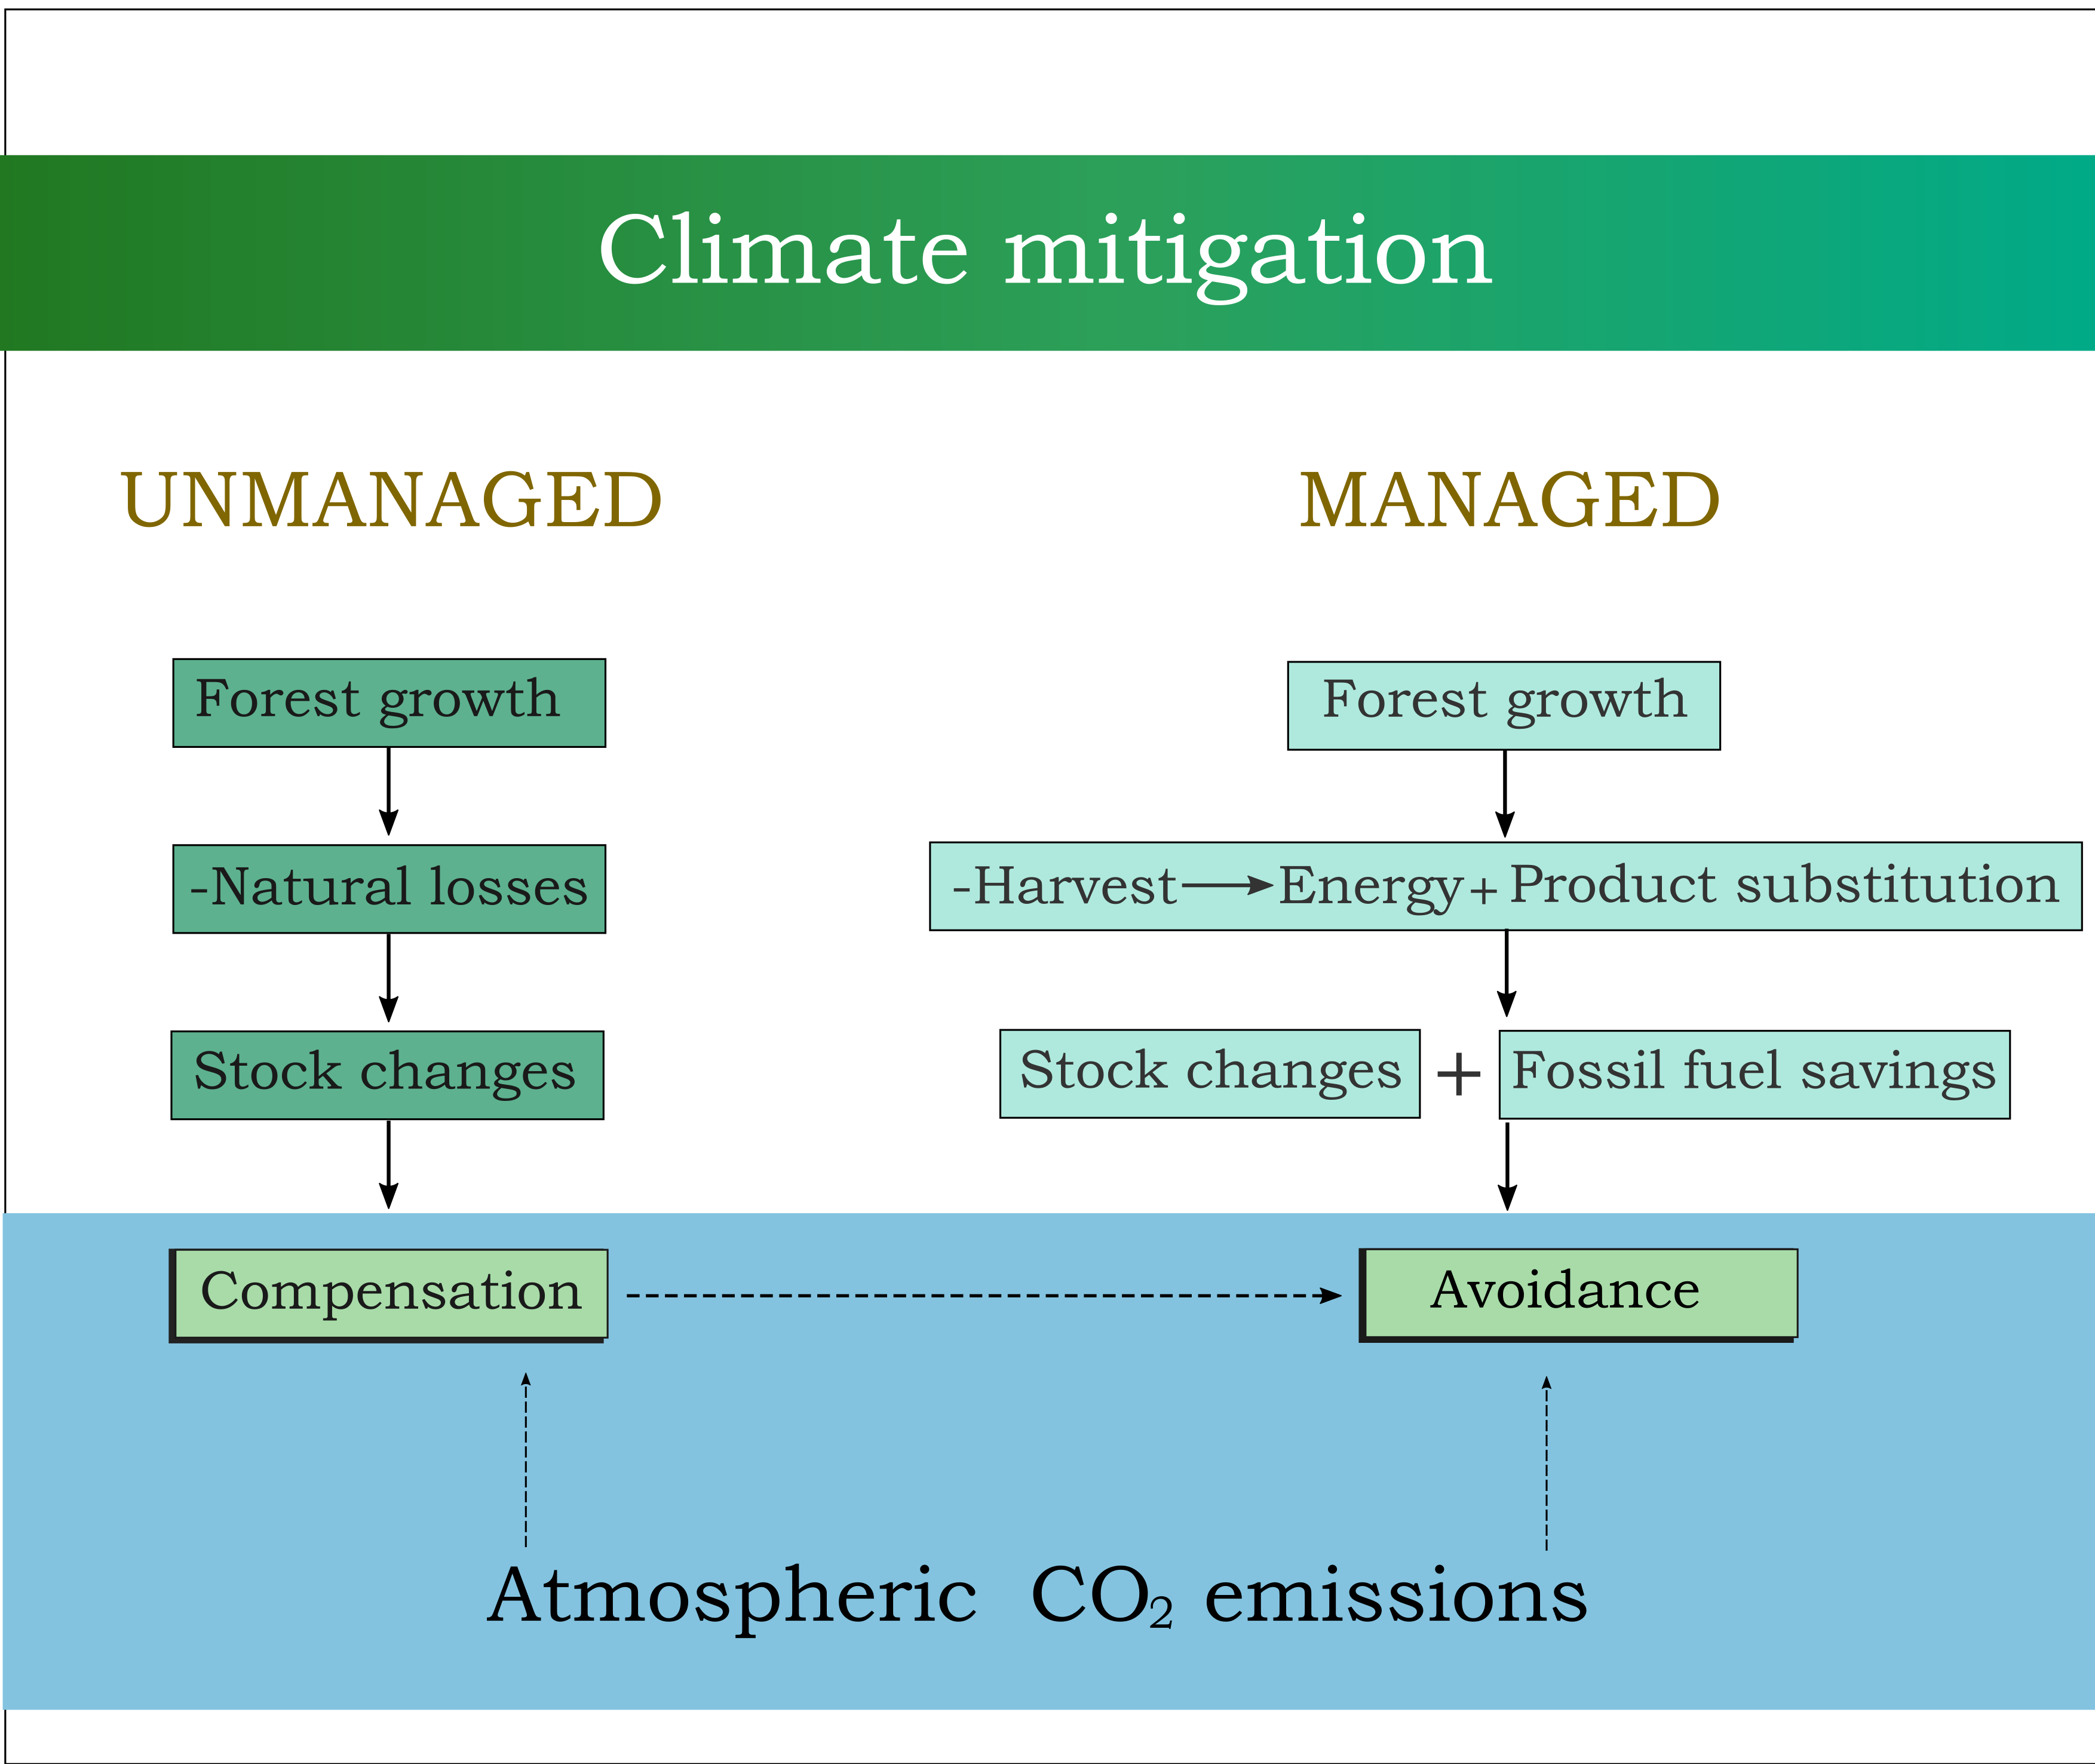 Climate mitigation
UNMANAGED
MANAGED
Forest growth
Forest growth
-Natural losses
-Harvest Energy+ Product substitution
Stock changes
Stock changes + Fossil fuel savings
Compensation
Avoidance
Atmospheric CO₂ emissions